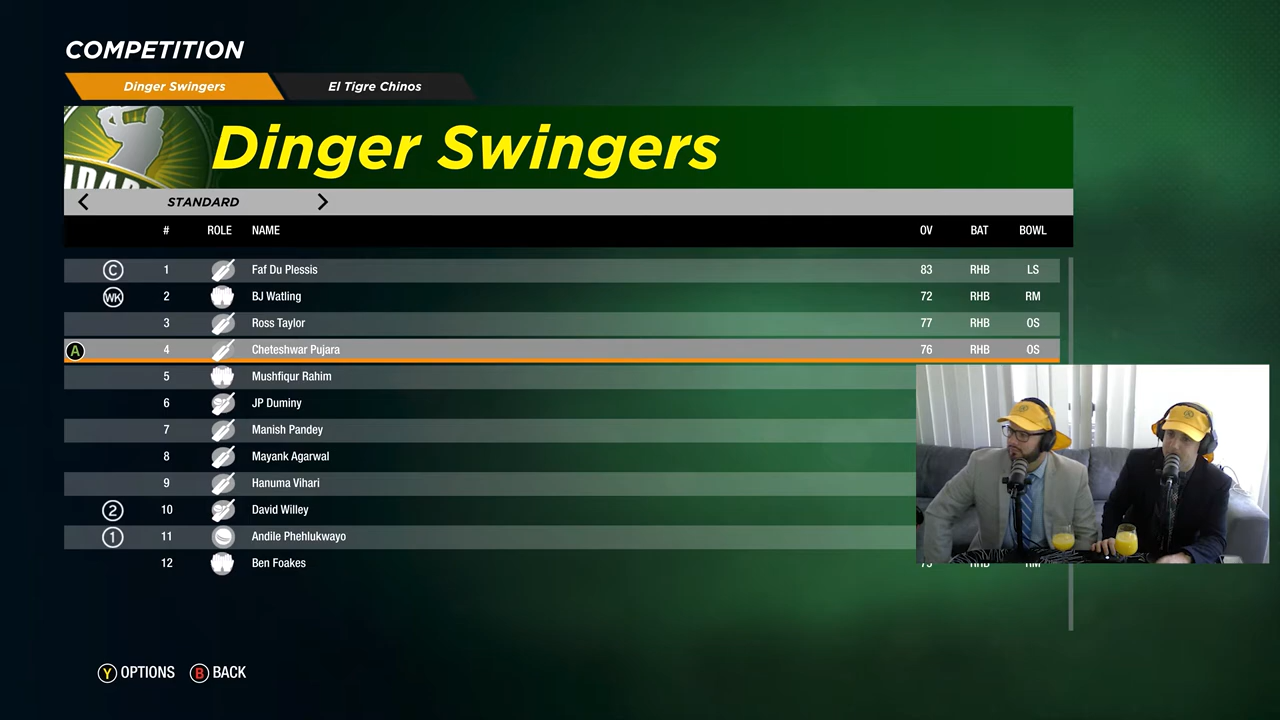 COMPETITION
Dinger Swingers El Tigre Chinos
Dinger Swingers
STANDARD
# ROLE NAME OV BAT BOWL
C 1 Faf Du Plessis 83 RHB LS
WK 2 BJ Watling 72 RHB RM
3 Ross Taylor 77 RHB OS
A 4 Cheteshwar Pujara 76 RHB OS
5 Mushfiqur Rahim
6 JP Duminy
7 Manish Pandey
8 Mayank Agarwal
9 Hanuma Vihari
2 10 David Willey
1 11 Andile Phehlukwayo
12 Ben Foakes
Y OPTIONS B BACK